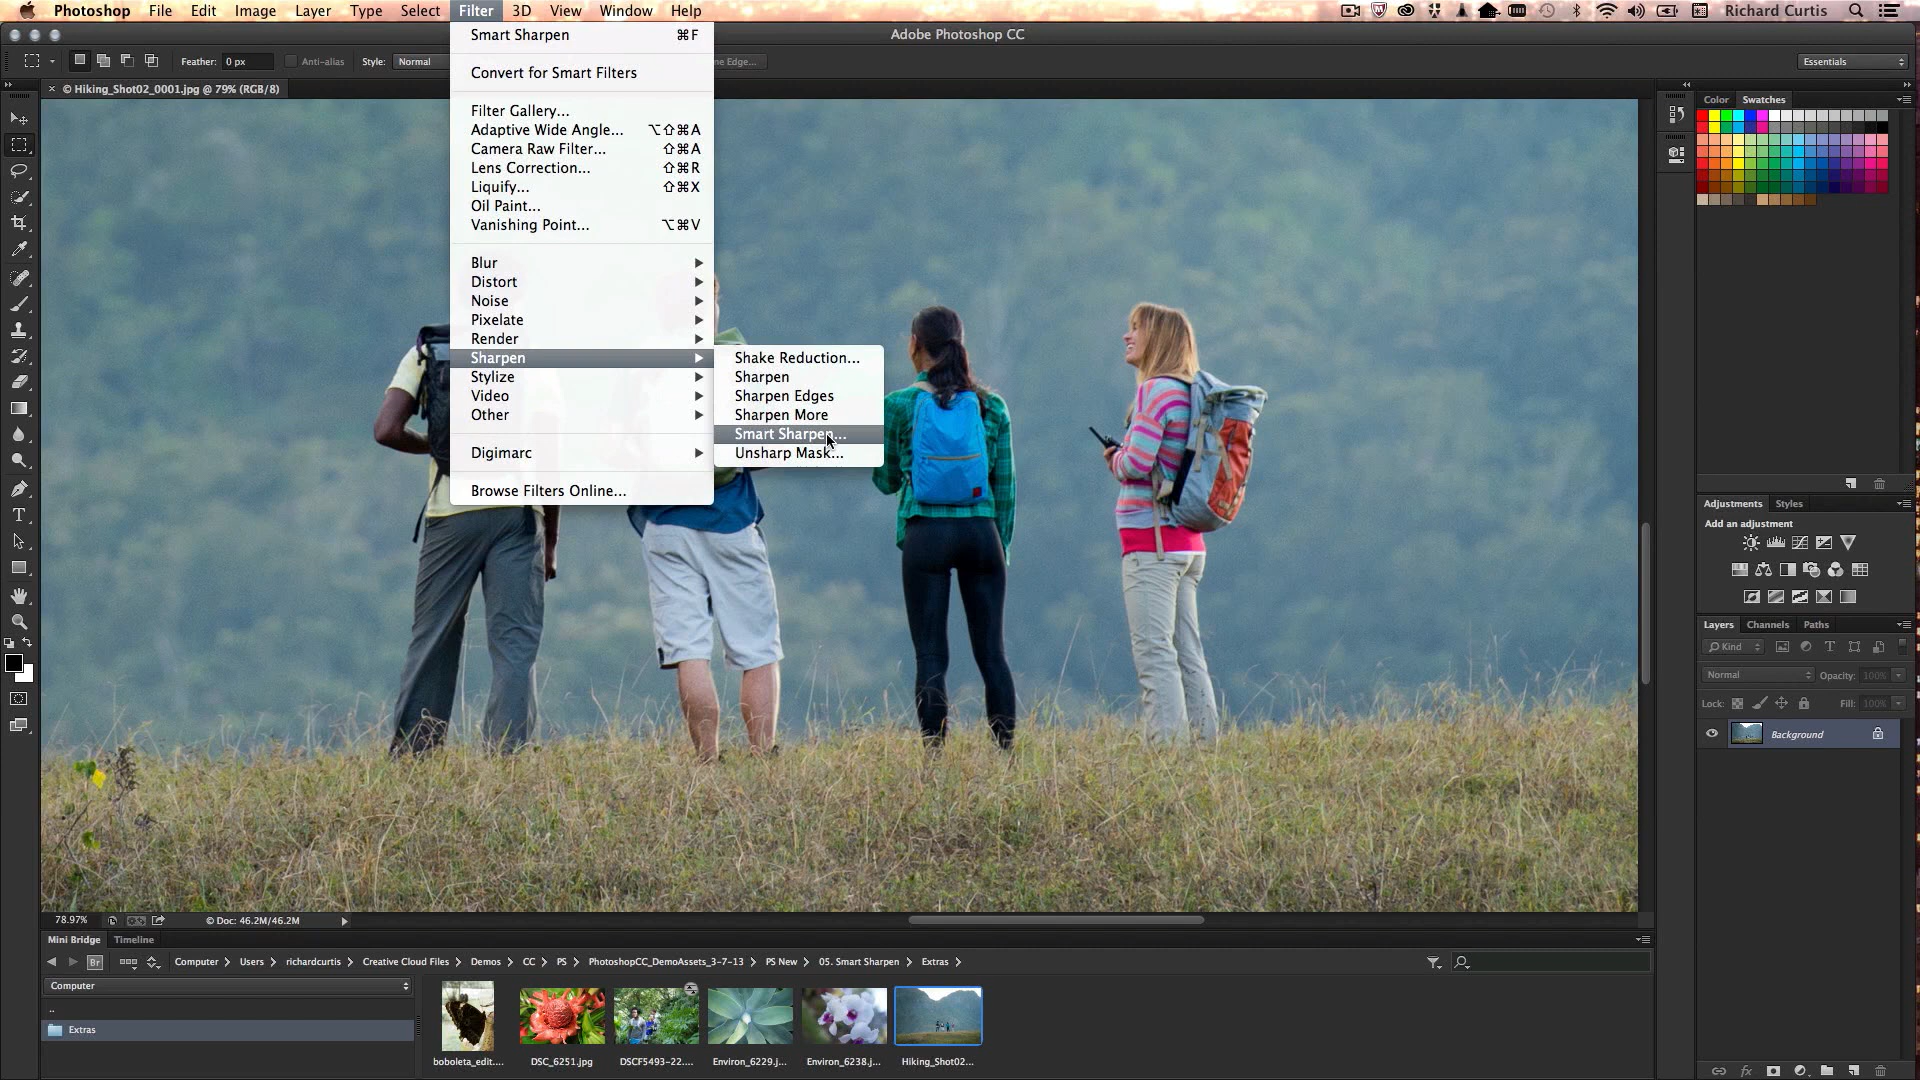 Photoshop File Edit Image Layer Type Select Filter 3D View Window Help Richard Curtis
Adobe Photoshop CC
Feather: 0 px Anti-alias Style: Normal ne Edge... Essentials
× © Hiking_Shot02_0001.jpg @ 79% (RGB/8)
Smart Sharpen ⌘F
Convert for Smart Filters
Filter Gallery...
Adaptive Wide Angle... ⌥⇧⌘A
Camera Raw Filter... ⇧⌘A
Lens Correction... ⇧⌘R
Liquify... ⇧⌘X
Oil Paint...
Vanishing Point... ⌥⌘V
Blur
Distort
Noise
Pixelate
Render
Sharpen
Stylize
Video
Other
Digimarc
Browse Filters Online...
Shake Reduction...
Sharpen
Sharpen Edges
Sharpen More
Smart Sharpen...
Unsharp Mask...
Color Swatches
Adjustments Styles
Add an adjustment
Layers Channels Paths
Kind
Normal Opacity: 100%
Lock: Fill: 100%
Background
78.97% © Doc: 46.2M/46.2M
Mini Bridge Timeline
Br Computer > Users > richardcurtis > Creative Cloud Files > Demos > CC > PS > PhotoshopCC_DemoAssets_3-7-13 > PS New > 05. Smart Sharpen > Extras >
Computer
..
Extras
boboleta_edit.... DSC_6251.jpg DSCF5493-22.... Environ_6229.j... Environ_6238.j... Hiking_Shot02...
fx